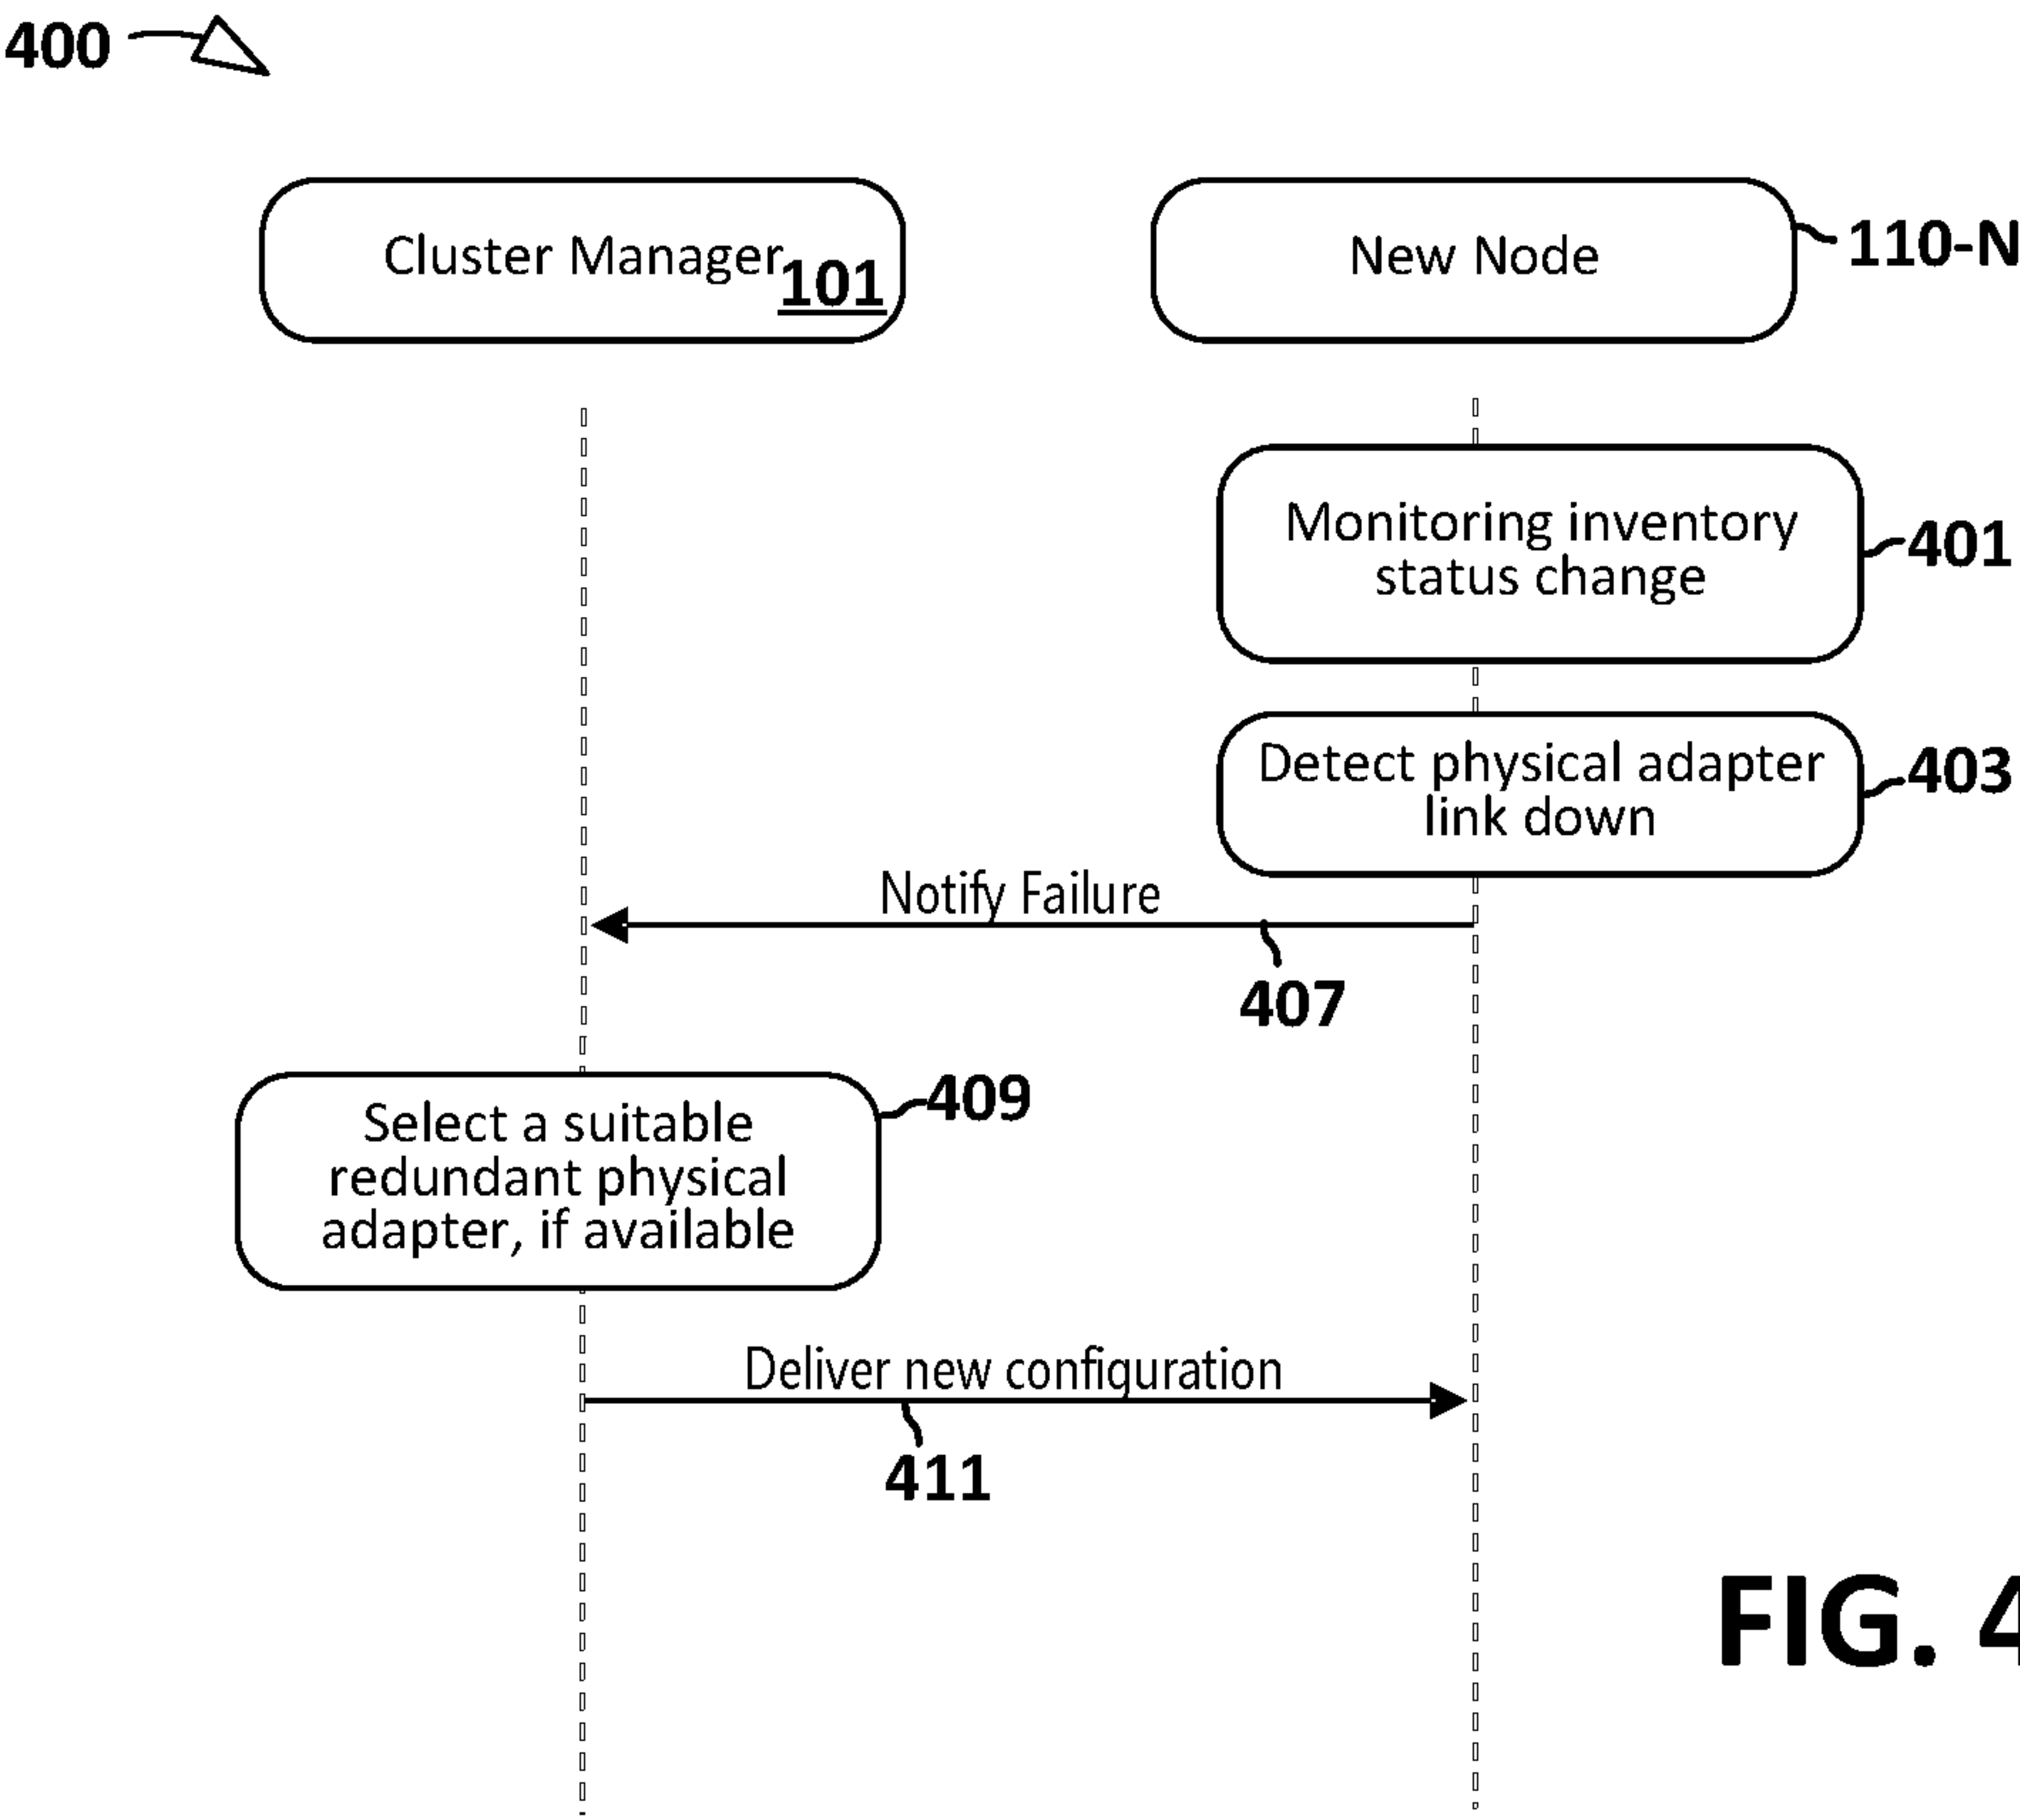 400
Cluster Manager 101
New Node
110-N
Monitoring inventory
status change
401
Detect physical adapter
link down
403
Notify Failure
407
Select a suitable
redundant physical
adapter, if available
409
Deliver new configuration
411
FIG. 4